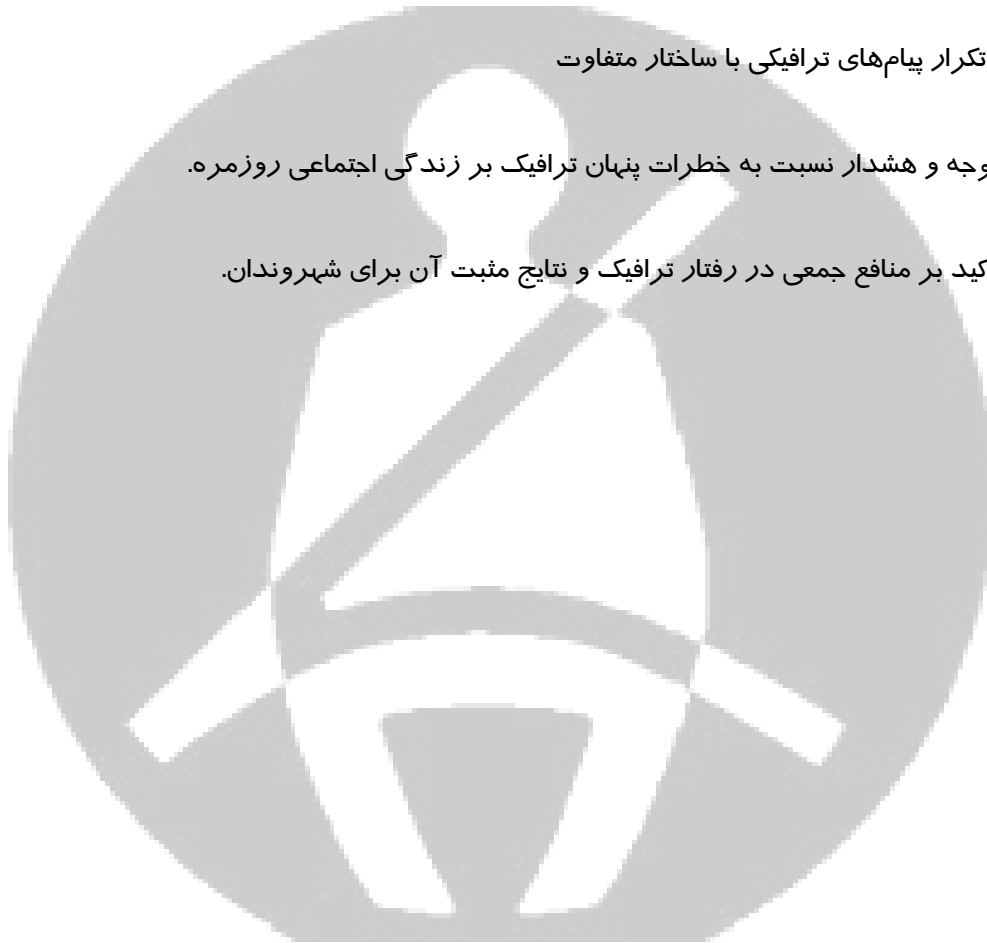 تکرار پیام‌های ترافیکی با ساختار متفاوت
وجه و هشدار نسبت به خطرات پنهان ترافیک بر زندگی اجتماعی روزمره.
کید بر منافع جمعی در رفتار ترافیک و نتایج مثبت آن برای شهروندان.